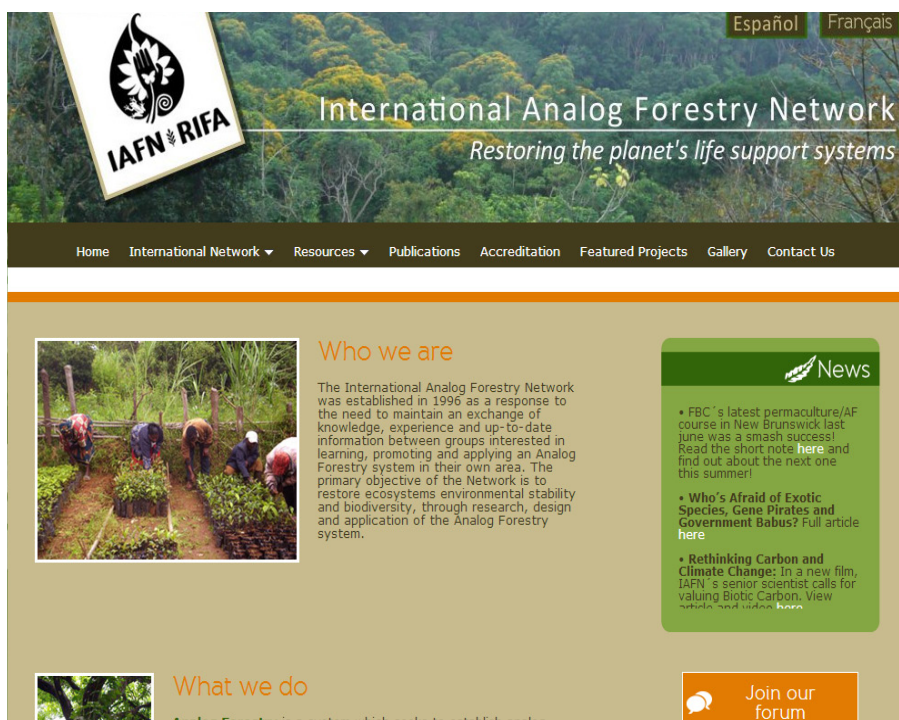 Español Français
IAFN RIFA
International Analog Forestry Network
Restoring the planet's life support systems
Home International Network Resources Publications Accreditation Featured Projects Gallery Contact Us
Who we are
The International Analog Forestry Network
was established in 1996 as a response to
the need to maintain an exchange of
knowledge, experience and up-to-date
information between groups interested in
learning, promoting and applying an Analog
Forestry system in their own area. The
primary objective of the Network is to
restore ecosystems environmental stability
and biodiversity, through research, design
and application of the Analog Forestry
system.
News
• FBC`s latest permaculture/AF
course in New Brunswick last
june was a smash success!
Read the short note here and
find out about the next one
this summer!
• Who's Afraid of Exotic
Species, Gene Pirates and
Government Babus? Full article
here
• Rethinking Carbon and
Climate Change: In a new film,
IAFN`s senior scientist calls for
valuing Biotic Carbon. View
article and video here
What we do
Join our
forum